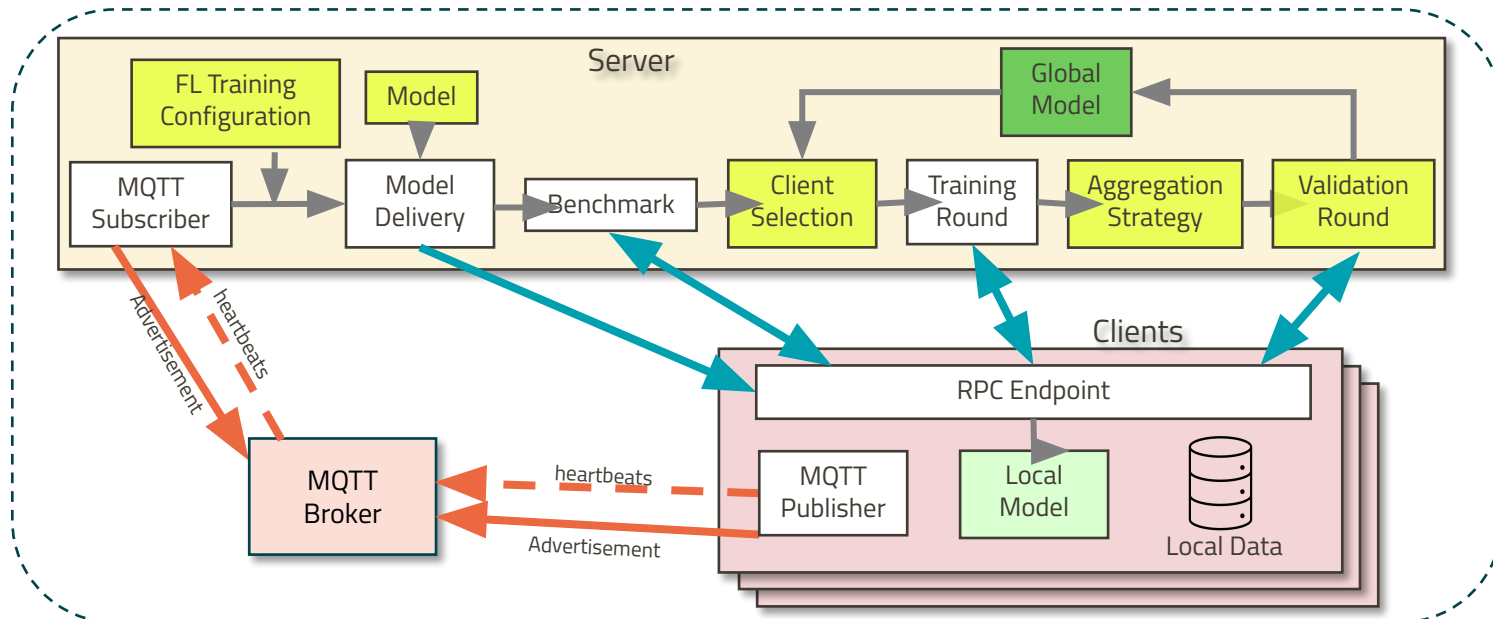 Server
FL Training
Configuration
Model
Global
Model
MQTT
Subscriber
Model
Delivery
Benchmark
Client
Selection
Training
Round
Aggregation
Strategy
Validation
Round
Advertisement
heartbeats
Clients
RPC Endpoint
MQTT
Broker
heartbeats
Advertisement
MQTT
Publisher
Local
Model
Local Data